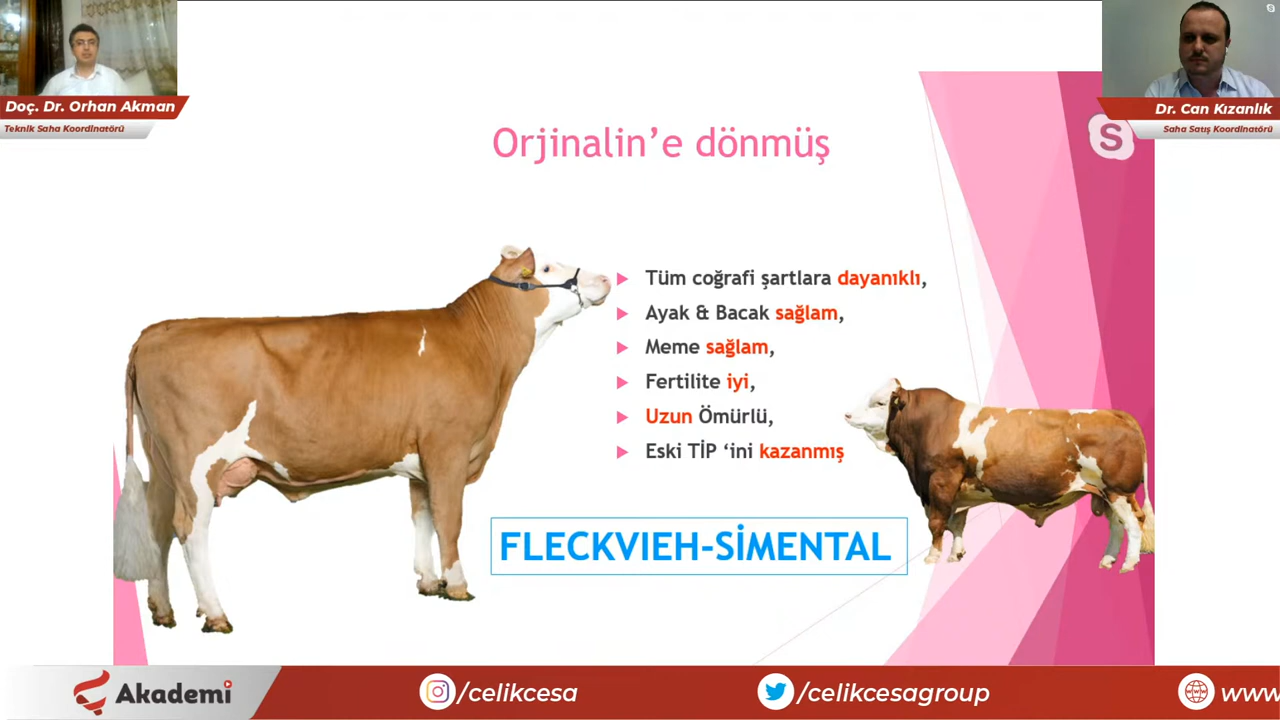 Doç. Dr. Orhan Akman
Teknik Saha Koordinatörü
Dr. Can Kızanlık
Saha Satış Koordinatörü
S
Orjinalin’e dönmüş
Tüm coğrafi şartlara dayanıklı,
Ayak & Bacak sağlam,
Meme sağlam,
Fertilite iyi,
Uzun Ömürlü,
Eski TİP ‘ini kazanmış
FLECKVIEH-SİMENTAL
Akademi
/celikcesa
/celikcesagroup
www